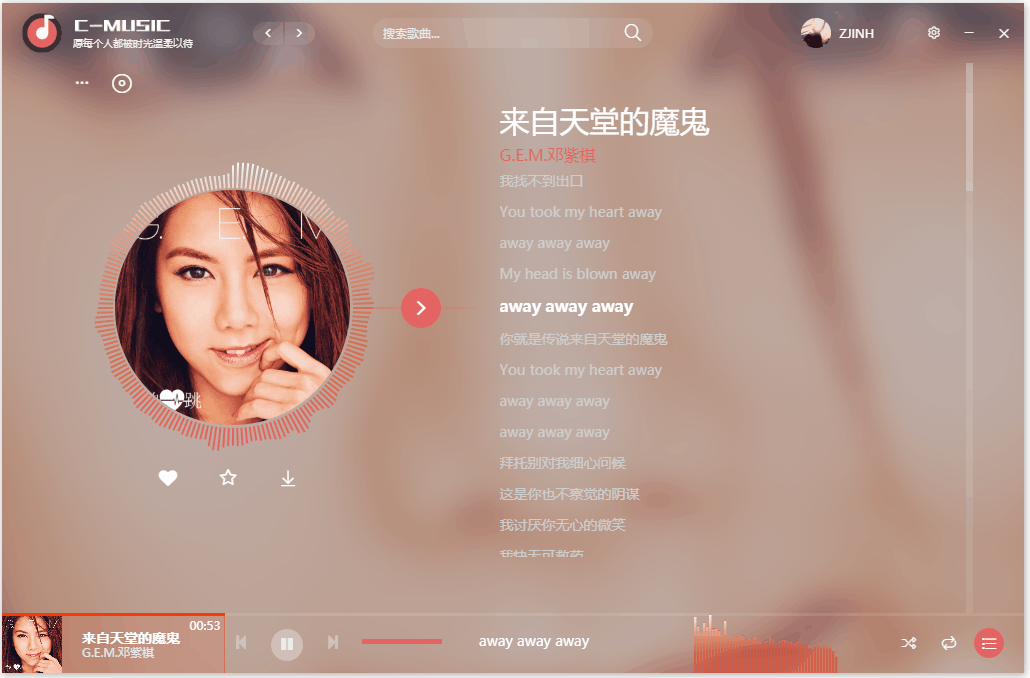 C-MUSIC
愿每个人都被时光温柔以待
搜索歌曲...
ZJINH
来自天堂的魔鬼
G.E.M.邓紫棋
我找不到出口
You took my heart away
away away away
My head is blown away
away away away
你就是传说来自天堂的魔鬼
You took my heart away
away away away
away away away
拜托别对我细心问候
这是你也不察觉的阴谋
我讨厌你无心的微笑
我快无可救药
G. E. M
跳
00:53
来自天堂的魔鬼
G.E.M.邓紫棋
away away away